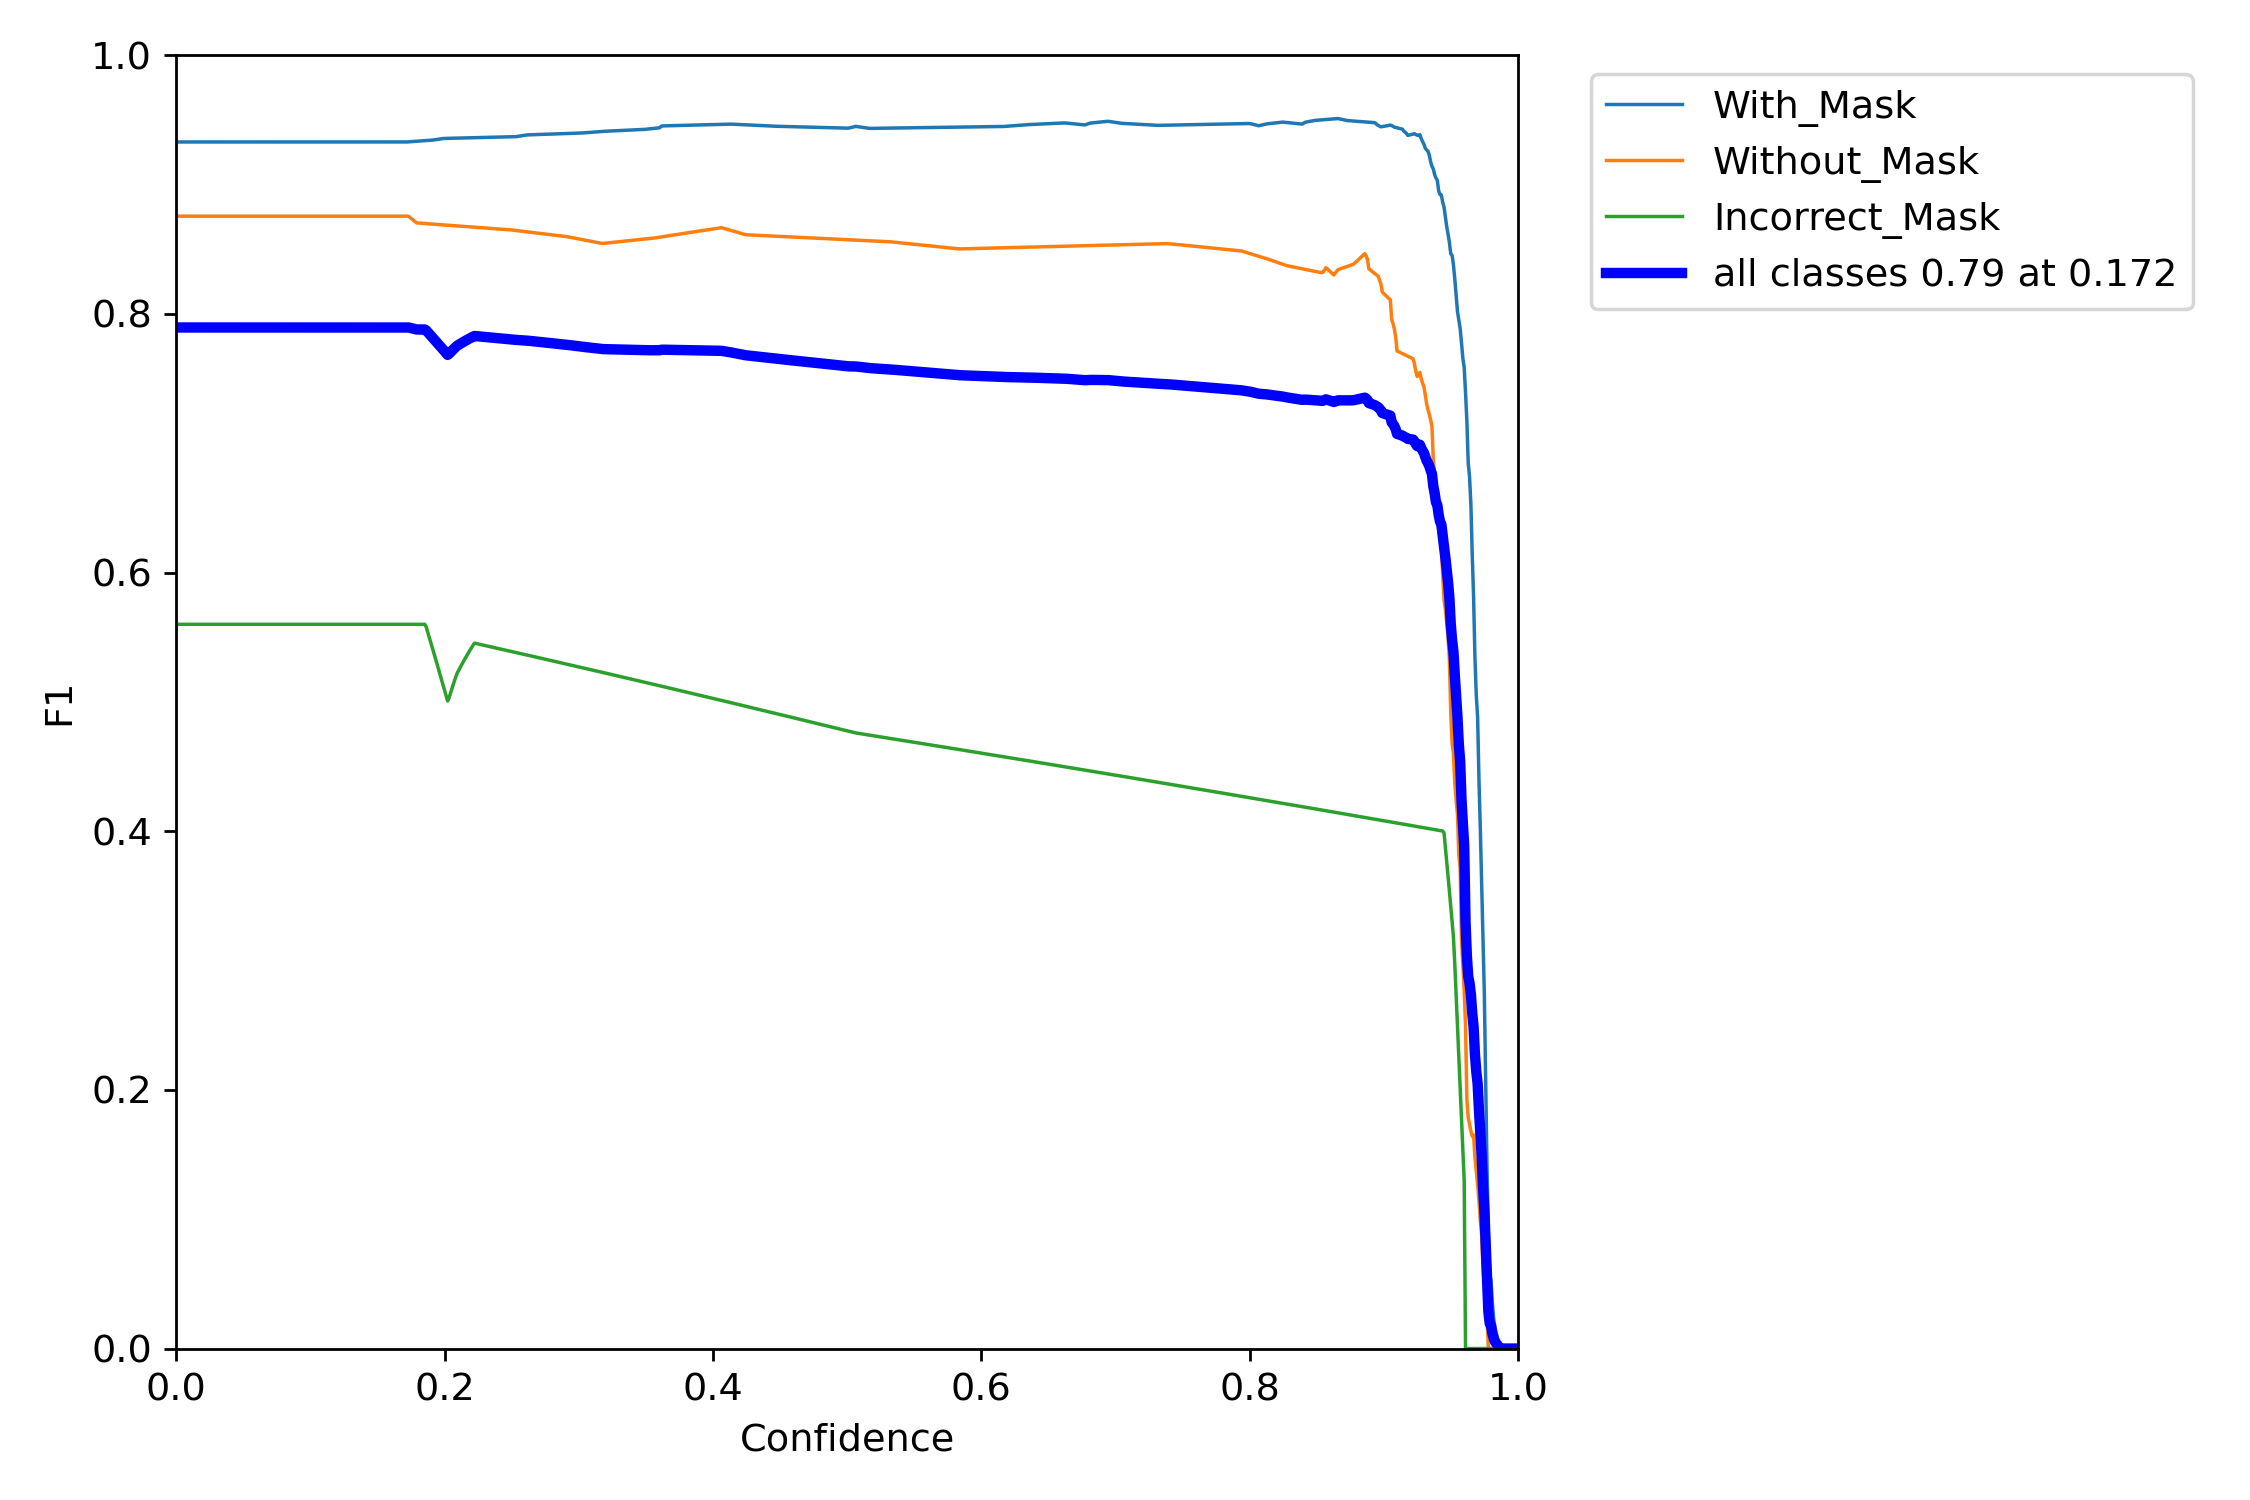 1.0
0.8
0.6
0.4
0.2
0.0
F1
0.0 0.2 0.4 0.6 0.8 1.0
Confidence
With_Mask
Without_Mask
Incorrect_Mask
all classes 0.79 at 0.172